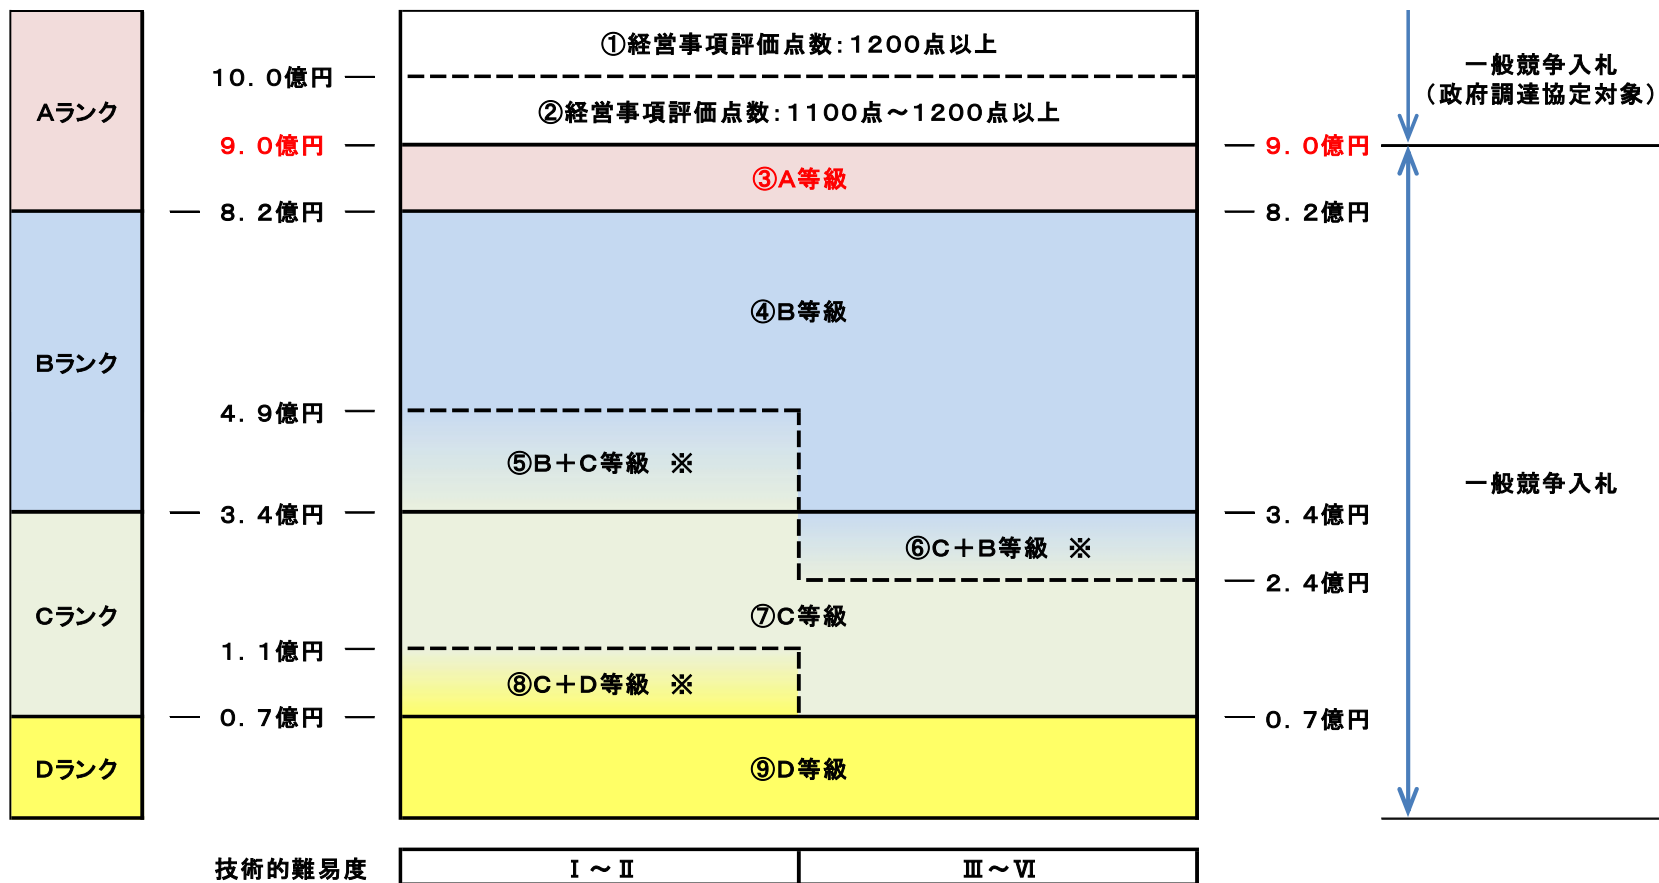 ①経営事項評価点数：1200点以上
一般競争入札
（政府調達協定対象）
10．0億円
Aランク
②経営事項評価点数：1100点～1200点以上
9．0億円
9．0億円
③A等級
8．2億円
8．2億円
④B等級
Bランク
4．9億円
⑤B＋C等級　※
一般競争入札
3．4億円
3．4億円
⑥C＋B等級　※
2．4億円
Cランク
⑦C等級
1．1億円
⑧C＋D等級　※
0．7億円
0．7億円
Dランク
⑨D等級
技術的難易度
Ⅰ～Ⅱ
Ⅲ～Ⅵ